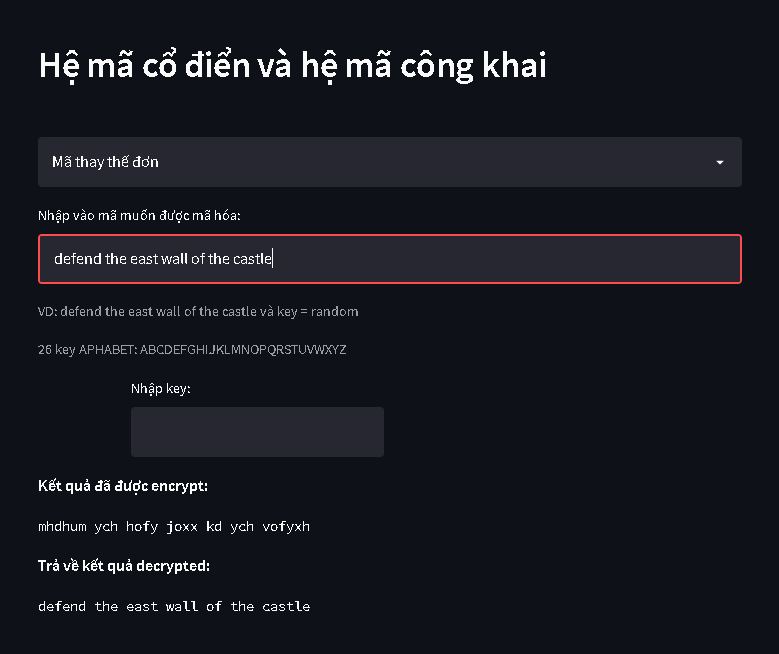 Hệ mã cổ điển và hệ mã công khai
Mã thay thế đơn
Nhập vào mã muốn được mã hóa:
defend the east wall of the castle
VD: defend the east wall of the castle và key = random
26 key APHABET: ABCDEFGHIJKLMNOPQRSTUVWXYZ
Nhập key:
Kết quả đã được encrypt:
mhdhum ych hofy joxx kd ych vofyxh
Trả về kết quả decrypted:
defend the east wall of the castle